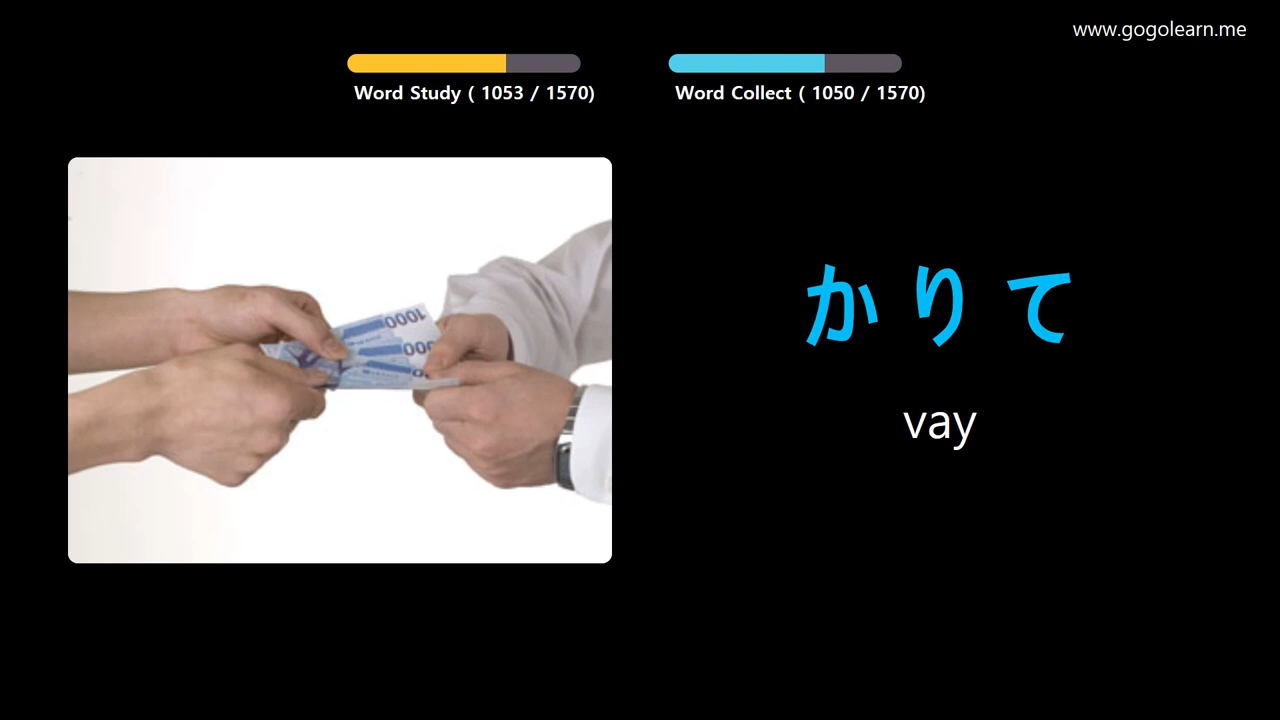 www.gogolearn.me
Word Study ( 1053 / 1570)
Word Collect ( 1050 / 1570)
かりて
vay
1000